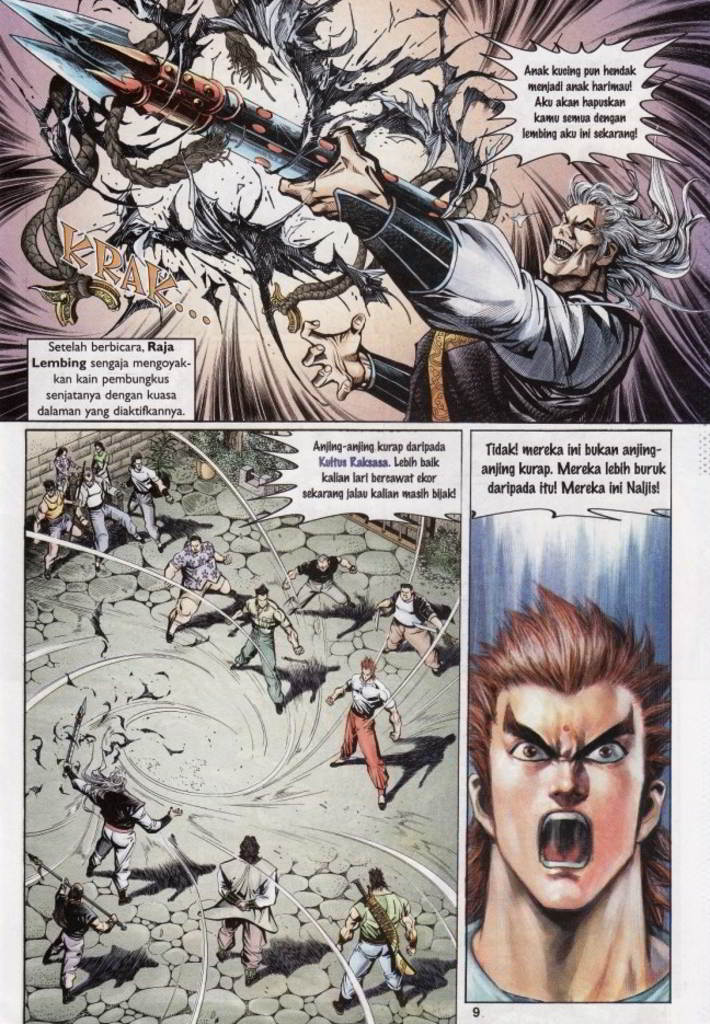 Anak kucing pun hendak
menjadi anak harimau!
Aku akan hapuskan
kamu semua dengan
lembing aku ini sekarang!
KRAK...
Setelah berbicara, Raja
Lembing sengaja mengoyak-
kan kain pembungkus
senjatanya dengan kuasa
dalaman yang diaktifkannya.
Anjing-anjing kurap daripada
Kultus Raksasa. Lebih baik
kalian lari bercawat ekor
sekarang jalau kalian masih bijak!
Tidak! mereka ini bukan anjing-
anjing kurap. Mereka lebih buruk
daripada itu! Mereka ini Naljis!
9